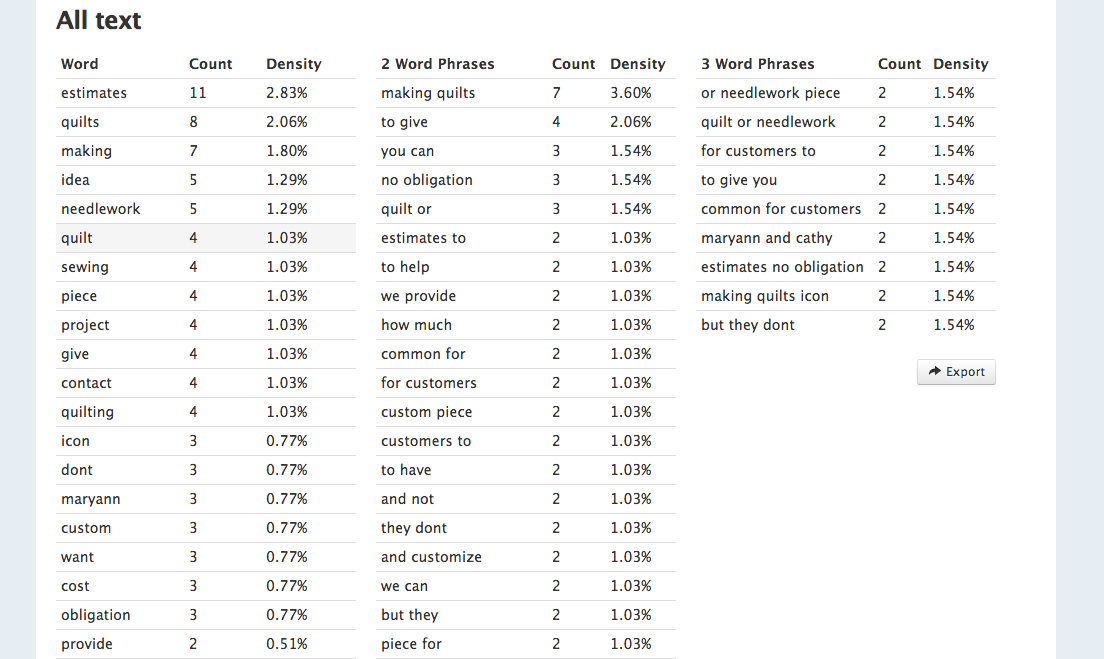 All text
Word Count Density 2 Word Phrases Count Density 3 Word Phrases Count Density
estimates 11 2.83% making quilts 7 3.60% or needlework piece 2 1.54%
quilts 8 2.06% to give 4 2.06% quilt or needlework 2 1.54%
making 7 1.80% you can 3 1.54% for customers to 2 1.54%
idea 5 1.29% no obligation 3 1.54% to give you 2 1.54%
needlework 5 1.29% quilt or 3 1.54% common for customers 2 1.54%
quilt 4 1.03% estimates to 2 1.03% maryann and cathy 2 1.54%
sewing 4 1.03% to help 2 1.03% estimates no obligation 2 1.54%
piece 4 1.03% we provide 2 1.03% making quilts icon 2 1.54%
project 4 1.03% how much 2 1.03% but they dont 2 1.54%
give 4 1.03% common for 2 1.03%
contact 4 1.03% for customers 2 1.03% Export
quilting 4 1.03% custom piece 2 1.03%
icon 3 0.77% customers to 2 1.03%
dont 3 0.77% to have 2 1.03%
maryann 3 0.77% and not 2 1.03%
custom 3 0.77% they dont 2 1.03%
want 3 0.77% and customize 2 1.03%
cost 3 0.77% we can 2 1.03%
obligation 3 0.77% but they 2 1.03%
provide 2 0.51% piece for 2 1.03%